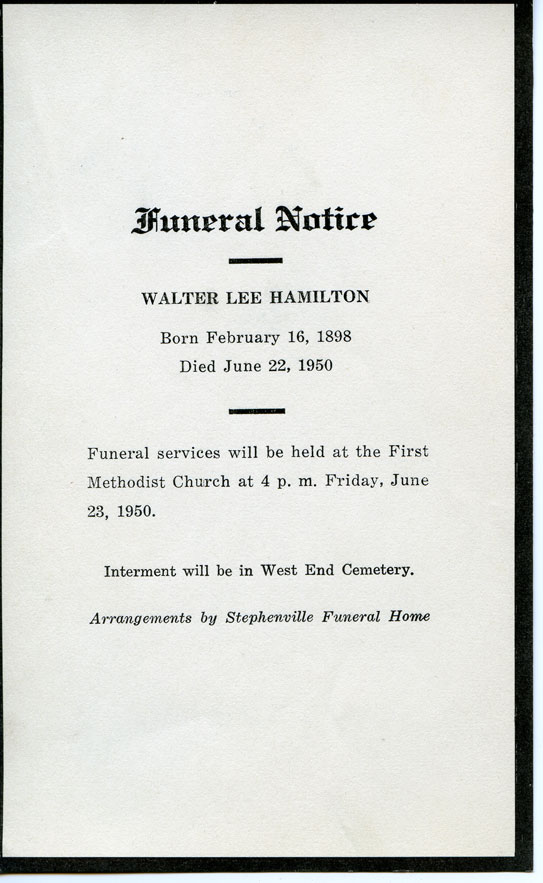 Funeral Notice
WALTER LEE HAMILTON
Born February 16, 1898
Died June 22, 1950
Funeral services will be held at the First
Methodist Church at 4 p. m. Friday, June
23, 1950.
Interment will be in West End Cemetery.
Arrangements by Stephenville Funeral Home